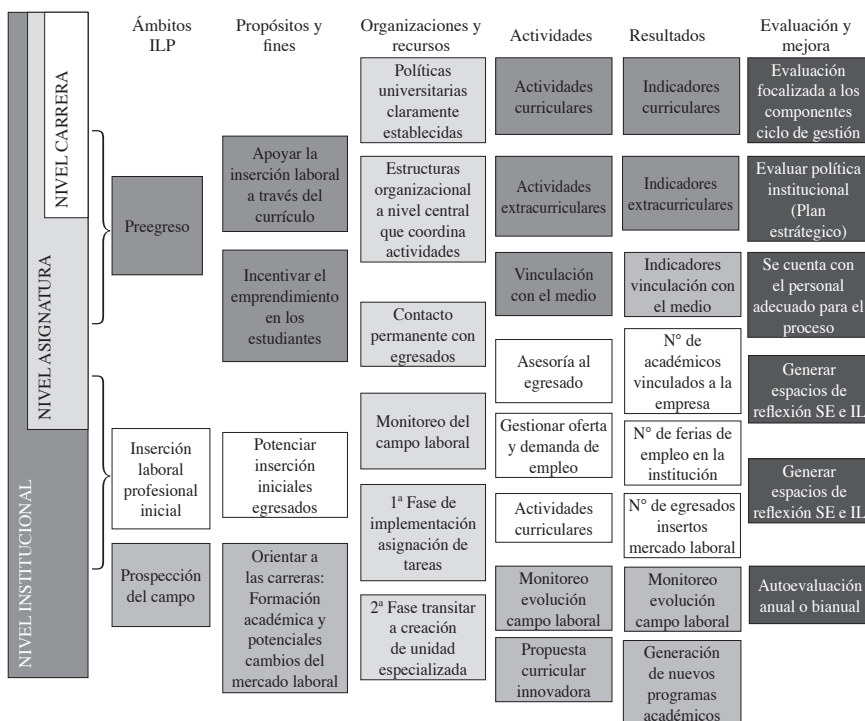 Ámbitos
ILP
Propósitos y
fines
Organizaciones y
recursos
Actividades
Resultados
Evaluación y
mejora
NIVEL CARRERA
NIVEL ASIGNATURA
NIVEL INSTITUCIONAL
Preegreso
Inserción
laboral
profesional
inicial
Prospección
del campo
Apoyar la
inserción laboral
a través del
currículo
Incentivar el
emprendimiento
en los
estudiantes
Potenciar
inserción
iniciales
egresados
Orientar a
las carreras:
Formación
académica y
potenciales
cambios del
mercado laboral
Políticas
universitarias
claramente
establecidas
Estructuras
organizacional
a nivel central
que coordina
actividades
Contacto
permanente con
egresados
Monitoreo del
campo laboral
1ª Fase de
implementación
asignación de
tareas
2ª Fase transitar
a creación
de unidad
especializada
Actividades
curriculares
Actividades
extracurriculares
Vinculación
con el medio
Asesoría al
egresado
Gestionar oferta
y demanda de
empleo
Actividades
curriculares
Monitoreo
evolución
campo laboral
Propuesta
curricular
innovadora
Indicadores
curriculares
Indicadores
extracurriculares
Indicadores
vinculación con
el medio
N° de
académicos
vinculados a la
empresa
N° de ferias de
empleo en la
institución
N° de egresados
insertos
mercado laboral
Monitoreo
evolución
campo laboral
Generación
de nuevos
programas
académicos
Evaluación
focalizada a los
componentes
ciclo de gestión
Evaluar política
institucional
(Plan
estrátegico)
Se cuenta con
el personal
adecuado para el
proceso
Generar
espacios de
reflexión SE e IL
Generar
espacios de
reflexión SE e IL
Autoevaluación
anual o bianual